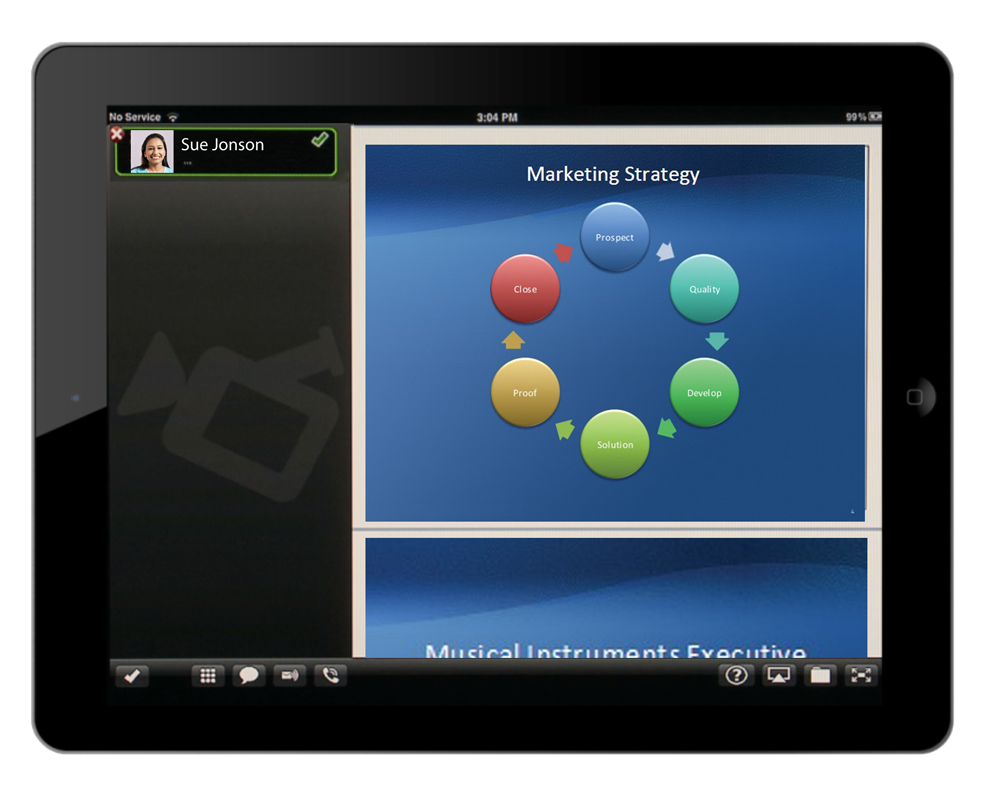 No Service
3:04 PM
99%
Sue Jonson
...
Marketing Strategy
Prospect
Close
Quality
Proof
Develop
Solution
4
Musical Instruments Executive